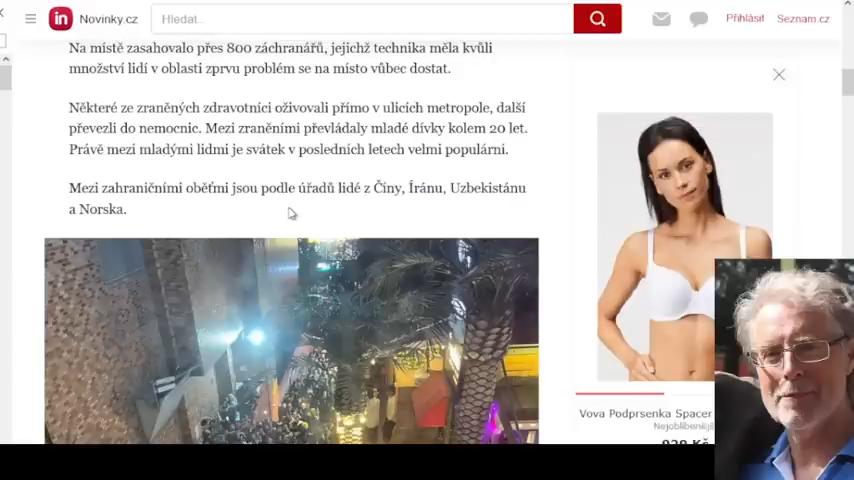 in Novinky.cz
Hledat..
Přihlásit
Seznam.cz
Na místě zasahovalo přes 800 záchranářů, jejichž technika měla kvůli
množství lidí v oblasti zprvu problém se na místo vůbec dostat.
Některé ze zraněných zdravotníci oživovali přímo v ulicích metropole, další
převezli do nemocnic. Mezi zraněními převládaly mladé dívky kolem 20 let.
Právě mezi mladými lidmi je svátek v posledních letech velmi populární.
Mezi zahraničními oběťmi jsou podle úřadů lidé z Číny, Íránu, Uzbekistánu
a Norska.
Vova Podprsenka Spacer
Nejoblíbenějš